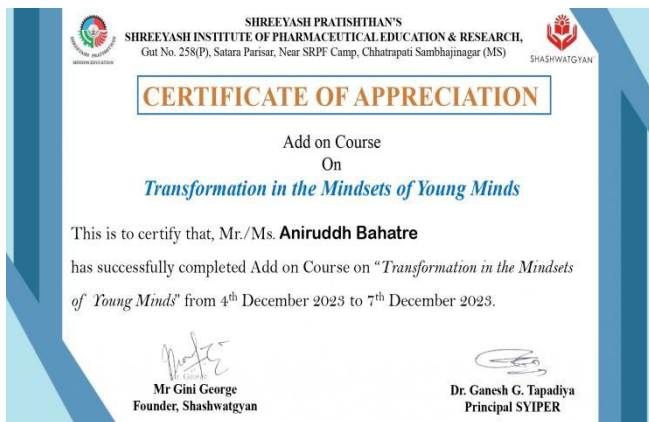 SHREEYASH PRATISHTHAN'S
SHREEYASH INSTITUTE OF PHARMACEUTICAL EDUCATION & RESEARCH,
Gut No. 258(P), Satara Parisar, Near SRPF Camp, Chhatrapati Sambhajinagar (MS)
MISSION EDUCATION
SHASHWATGYAN
CERTIFICATE OF APPRECIATION
Add on Course
On
Transformation in the Mindsets of Young Minds
This is to certify that, Mr./Ms. Aniruddh Bahatre
has successfully completed Add on Course on "Transformation in the Mindsets
of Young Minds" from 4th December 2023 to 7th December 2023.
Mr Gini George
Founder, Shashwatgyan
Dr. Ganesh G. Tapadiya
Principal SYIPER